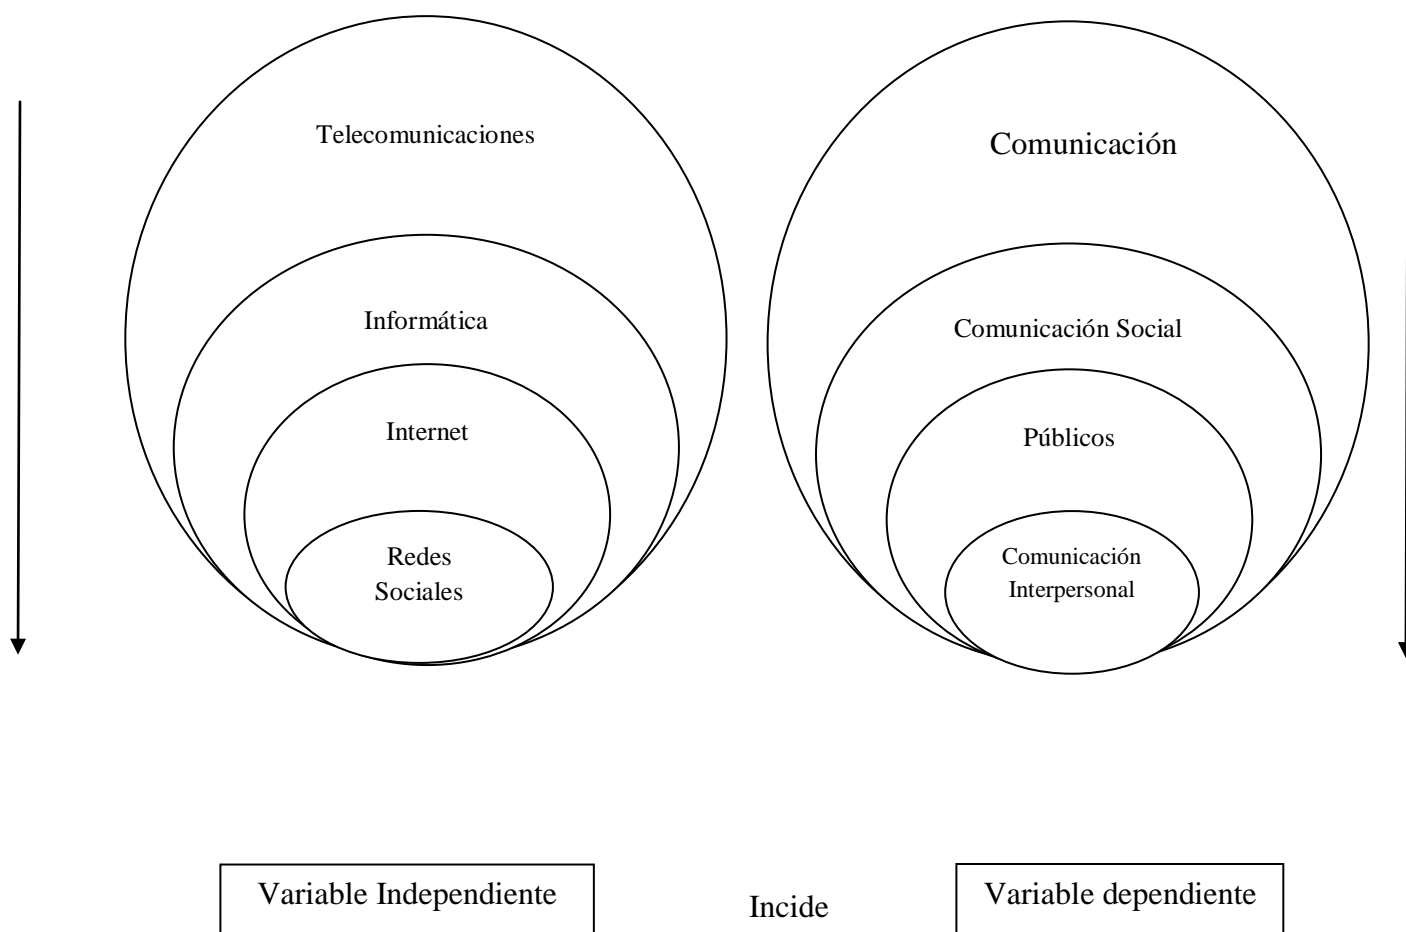 Telecomunicaciones
Informática
Internet
Redes
Sociales
Comunicación
Comunicación Social
Públicos
Comunicación
Interpersonal
Variable Independiente
Incide
Variable dependiente